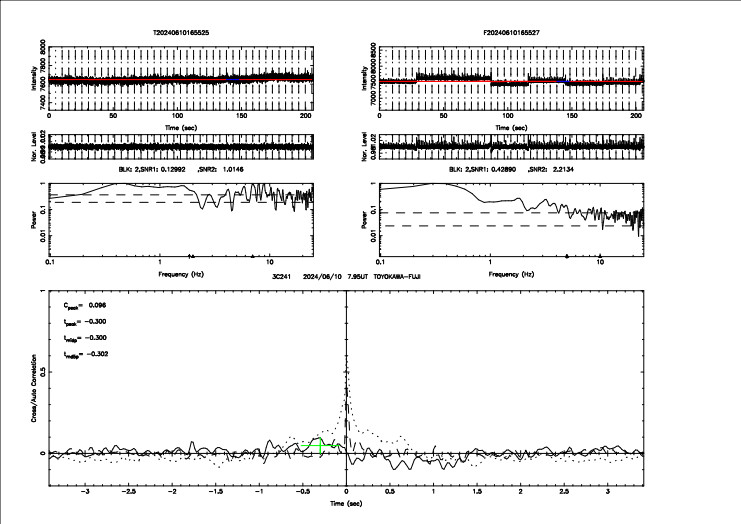 T20240610165525
F20240610165527
Intensity
7400 7600 7800 8000
0 50 100 150 200
Time (sec)
Intensity
7000 7500 8000 8500
0 50 100 150 200
Time (sec)
Nor. Level
Nor. Level
BLK: 2,SNR1: 0.12992 ,SNR2: 1.0146
BLK: 2,SNR1: 0.42890 ,SNR2: 2.2134
Power
1
0.1
0.01
0.1 1 10
Frequency (Hz)
Power
1
0.1
0.01
0.1 1 10
Frequency (Hz)
3C241 2024/06/10 7.95UT TOYOKAWA-FUJI
Cross/Auto Correlation
1
0.5
0
Cpeak= 0.096
tpeak= -0.300
tmidp= -0.300
-0.302
-3 -2.5 -2 -1.5 -1 -0.5 0 0.5 1 1.5 2 2.5 3
Time (sec)